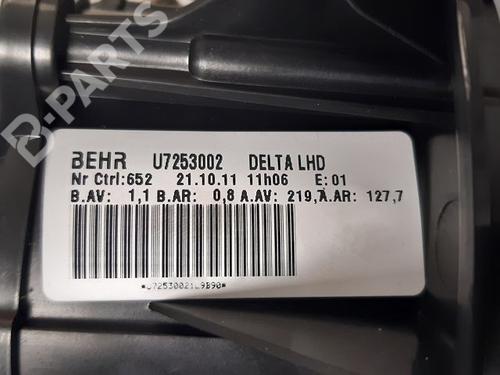 B-PARTS
BEHR U7253002 DELTA LHD
Nr Ctrl:652 21.10.11 11h06 E:01
B.AV: 1,1 B.AR: 0,8 A.AV: 219,7A.AR: 127,7